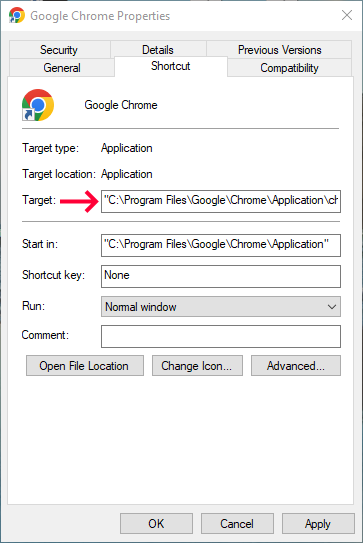 Google Chrome Properties
Security Details Previous Versions
General Shortcut Compatibility
Google Chrome
Target type: Application
Target location: Application
Target: "C:\Program Files\Google\Chrome\Application\ch
Start in: "C:\Program Files\Google\Chrome\Application"
Shortcut key: None
Run: Normal window
Comment:
Open File Location Change Icon... Advanced...
OK Cancel Apply